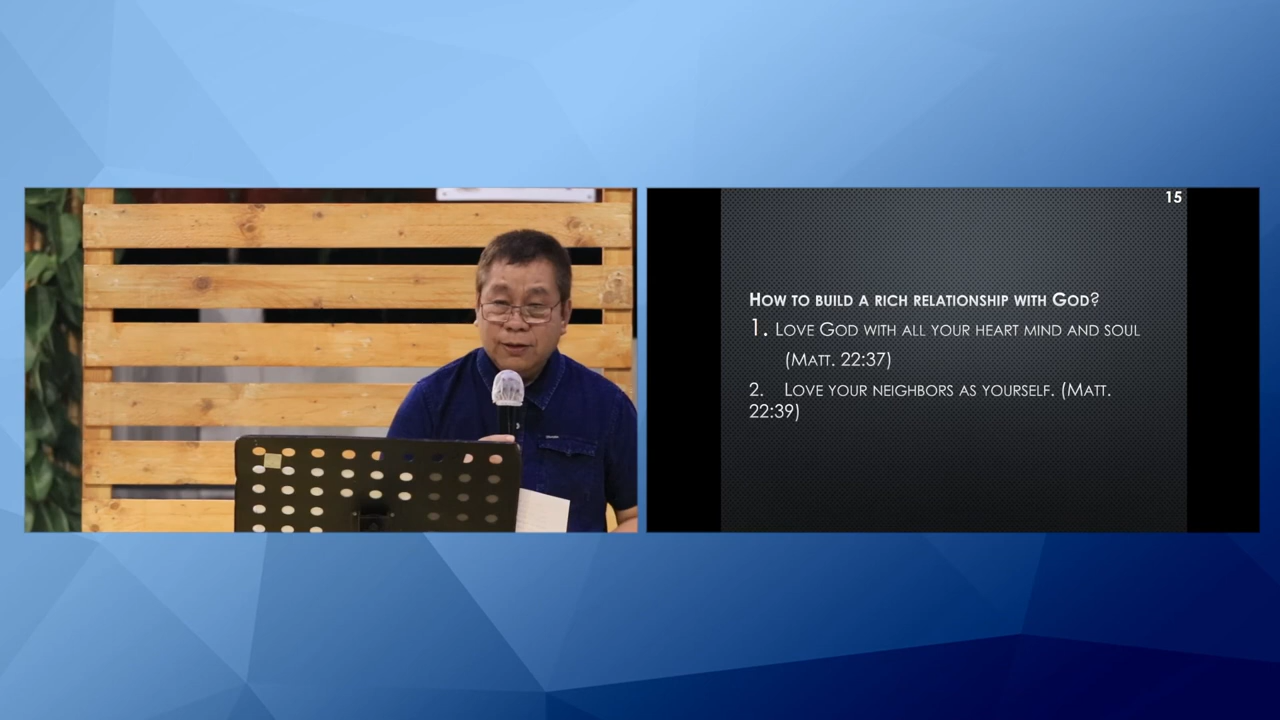 15
How to build a rich relationship with God?
1. Love God with all your heart mind and soul
(Matt. 22:37)
2. Love your neighbors as yourself. (Matt.
22:39)